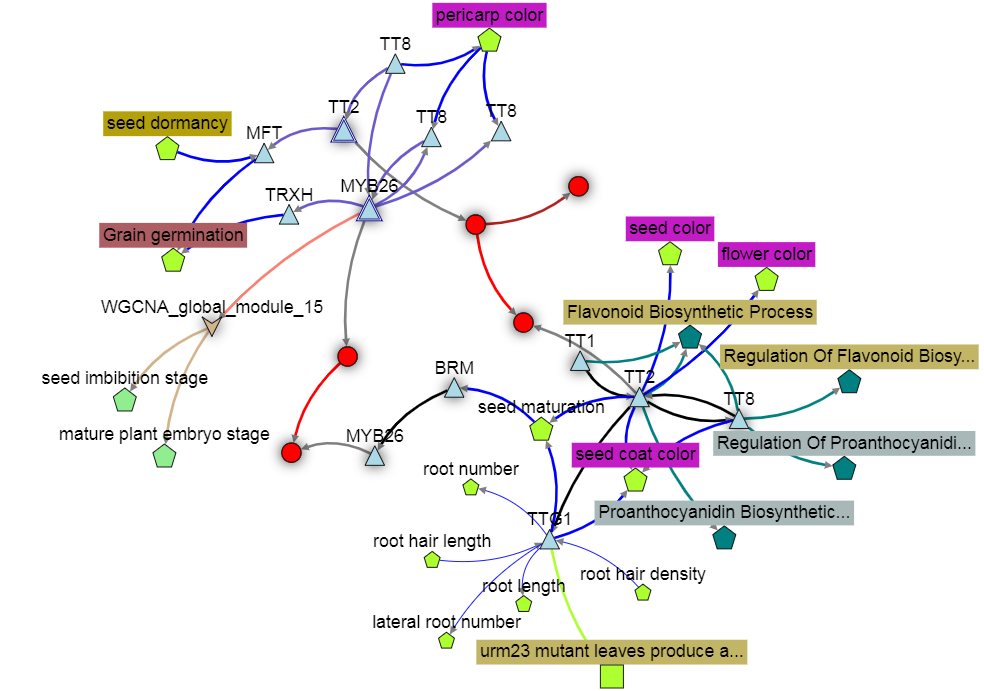 pericarp color
TT8
TT2
TT8
TT8
seed dormancy
MFT
MYB26
TRXH
Grain germination
seed color
flower color
WGCNA_global_module_15
Flavonoid Biosynthetic Process
TT1
Regulation Of Flavonoid Biosy...
BRM
TT2
seed imbibition stage
seed maturation
TT8
mature plant embryo stage
MYB26
Regulation Of Proanthocyanidi...
seed coat color
root number
Proanthocyanidin Biosynthetic...
TTG1
root hair length
root hair density
root length
lateral root number
urm23 mutant leaves produce a...